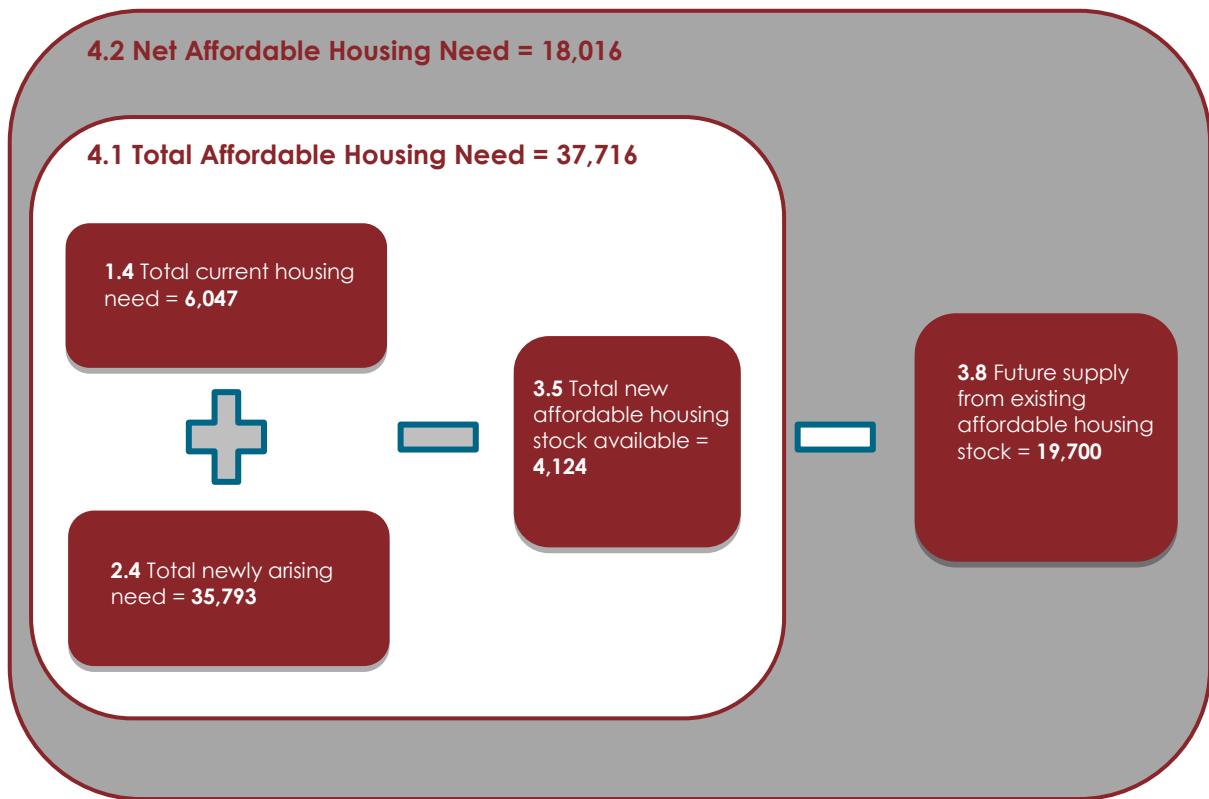 4.2 Net Affordable Housing Need = 18,016
4.1 Total Affordable Housing Need = 37,716
1.4 Total current housing
need = 6,047
2.4 Total newly arising
need = 35,793
3.5 Total new
affordable housing
stock available =
4,124
3.8 Future supply
from existing
affordable housing
stock = 19,700